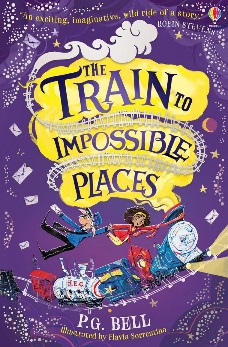 "An exciting, imaginative, wild ride of a story."
ROBIN STEVENS
THE
TRAIN TO
IMPOSSIBLE
PLACES
P.G. BELL
Illustrated by Flavia Sorrentino